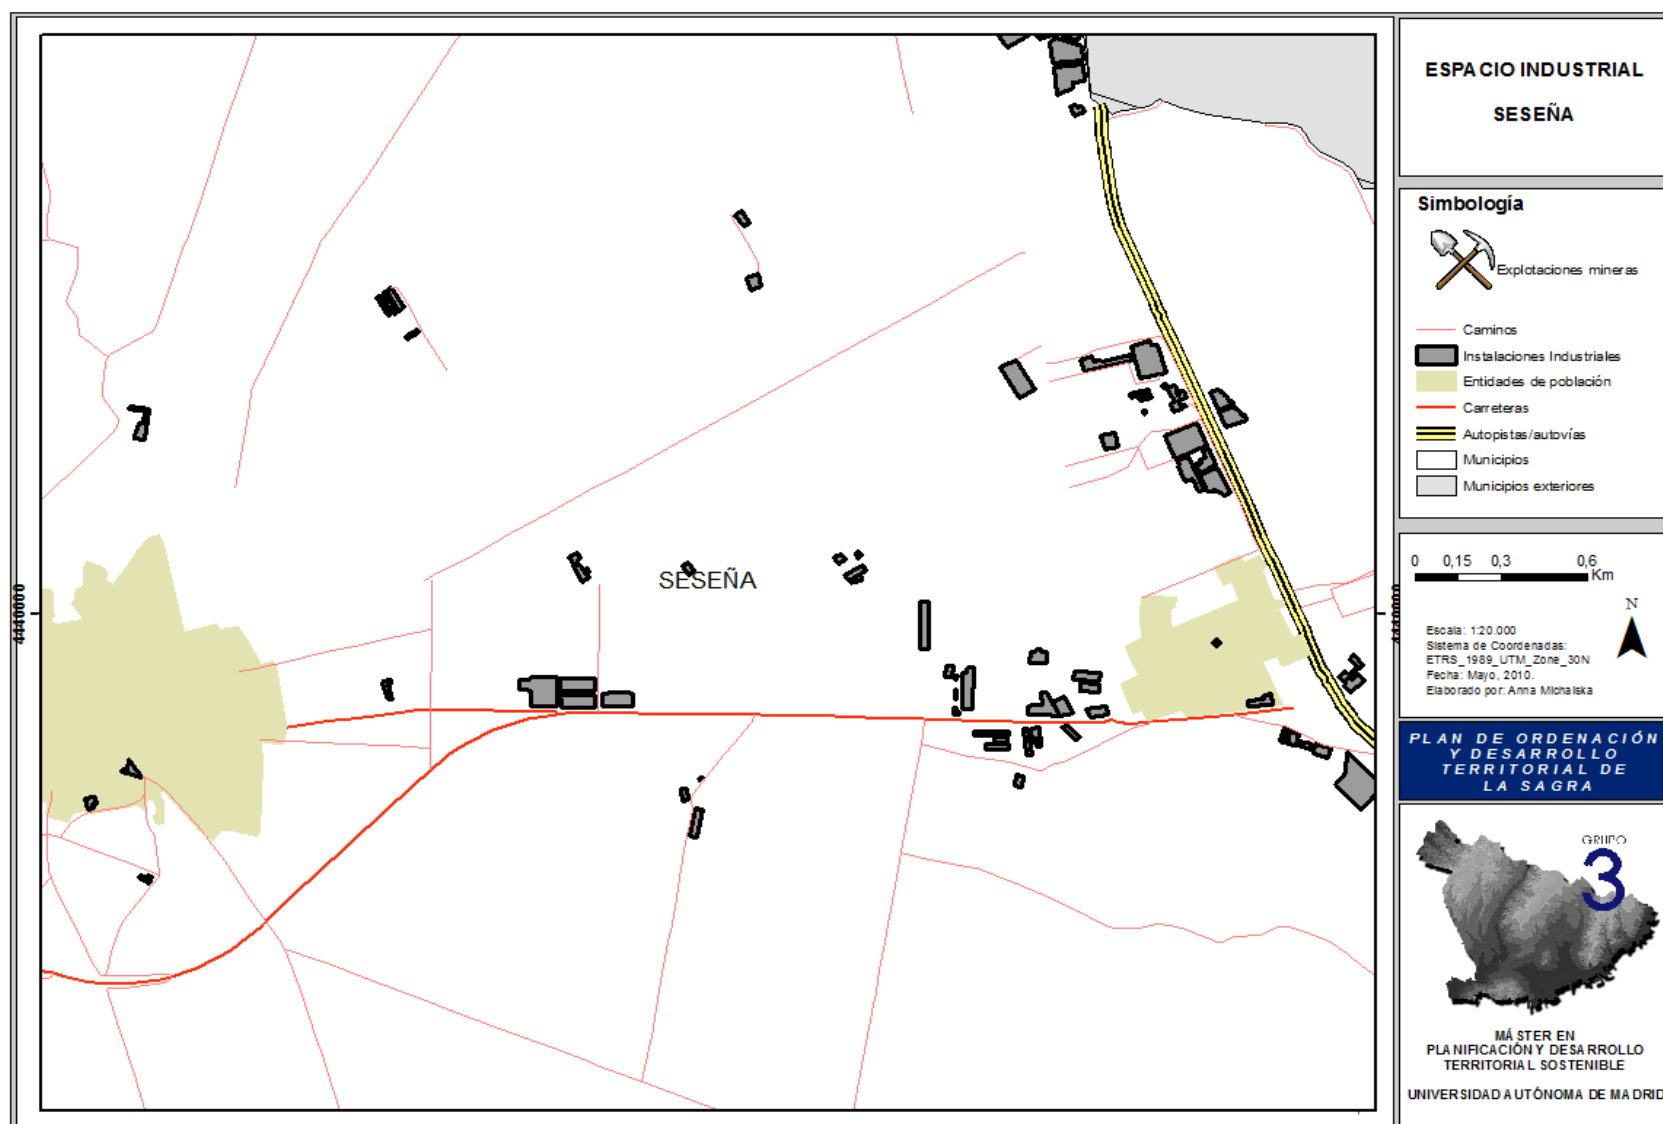 ESPACIO INDUSTRIAL
SESEÑA
Simbología
Explotaciones mineras
Caminos
Instalaciones Industriales
Entidades de población
Carreteras
Autopistas/autovías
Municipios
Municipios exteriores
4440000
SESEÑA
4440000
0 0,15 0,3 0,6
Km
N
Escala: 1:20.000
Sistema de Coordenadas:
ETRS_1989_UTM_Zone_30N
Fecha: Mayo, 2010.
Elaborado por: Anna Michalska
PLAN DE ORDENACIÓN
Y DESARROLLO
TERRITORIAL DE
LA SAGRA
GRUPO
3
MÁSTER EN
PLANIFICACIÓN Y DESARROLLO
TERRITORIAL SOSTENIBLE
UNIVERSIDAD AUTÓNOMA DE MADRID